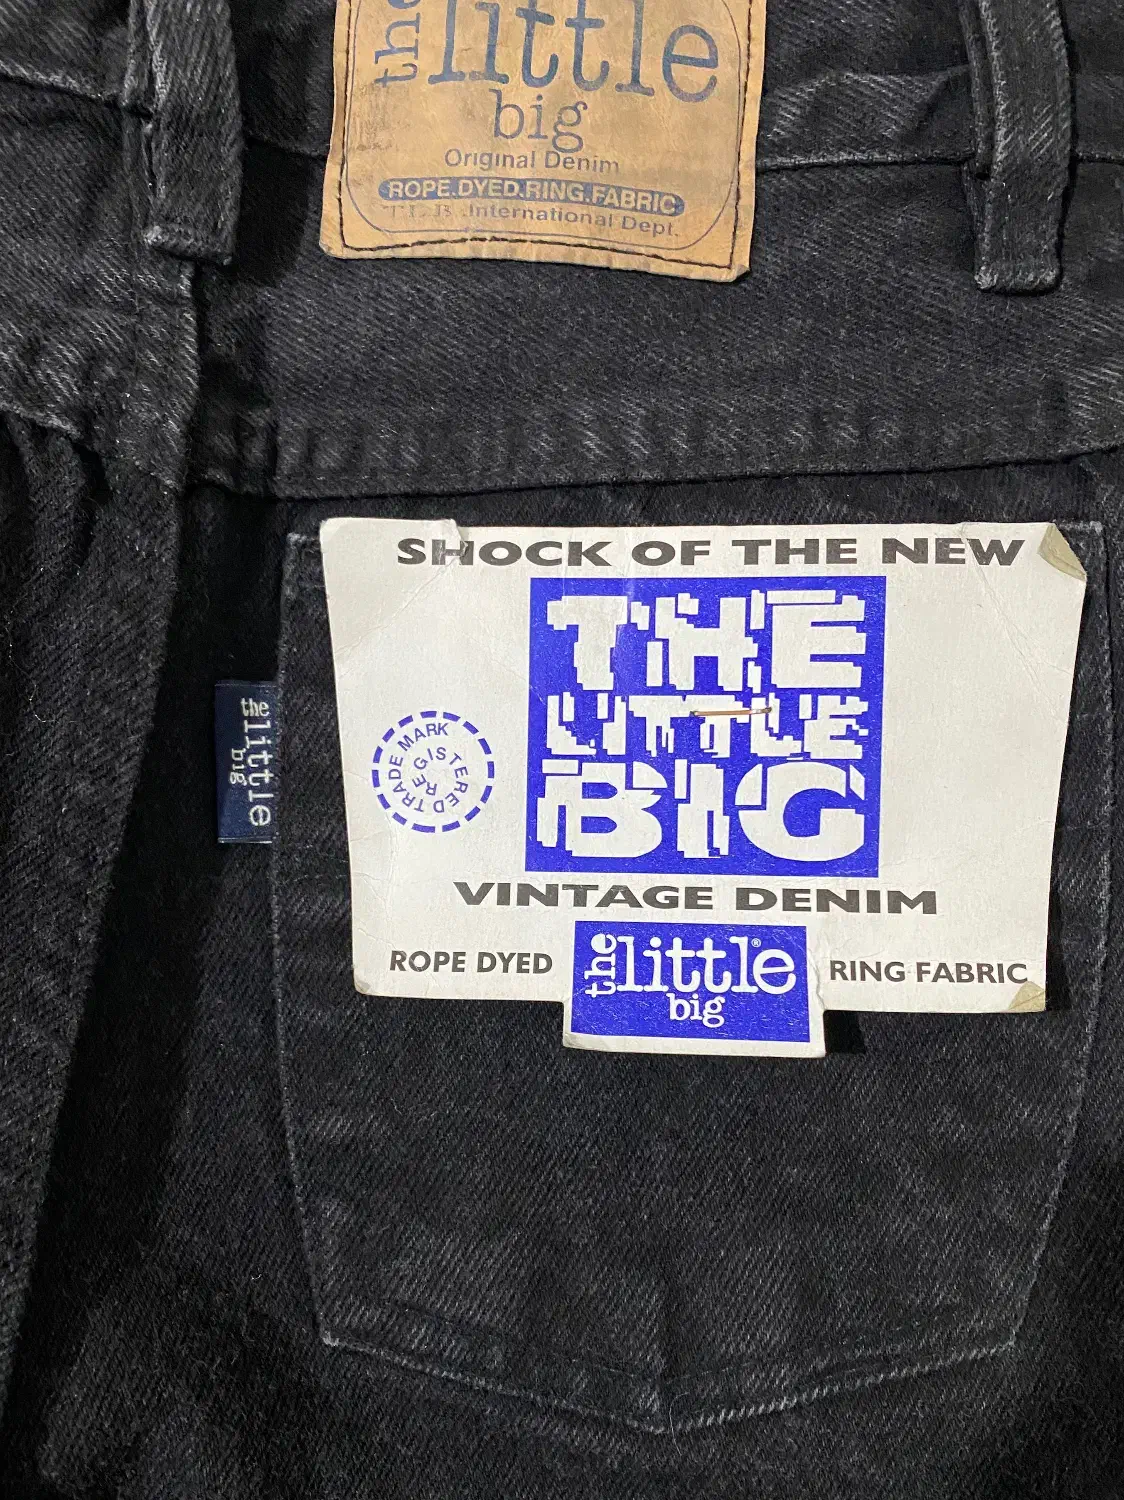 the little
big
Original Denim
ROPE.DYED.RING.FABRIC
T.L.B. International Dept.
SHOCK OF THE NEW
THE
LITTLE
BIG
REGISTERED TRADE MARK
VINTAGE DENIM
ROPE DYED
the little®
big
RING FABRIC
the little
big